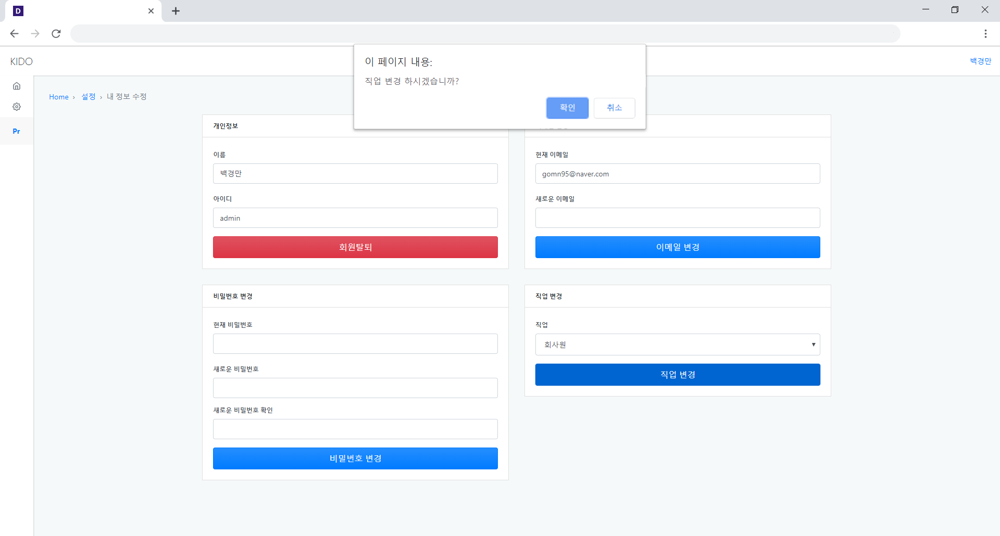 D
KIDO
백경만
이 페이지 내용:
직업 변경 하시겠습니까?
확인
취소
Home › 설정 › 내 정보 수정
Pr
개인정보
이름
백경만
아이디
admin
회원탈퇴
현재 이메일
gomn95@naver.com
새로운 이메일
이메일 변경
비밀번호 변경
현재 비밀번호
새로운 비밀번호
새로운 비밀번호 확인
비밀번호 변경
직업 변경
직업
회사원
직업 변경